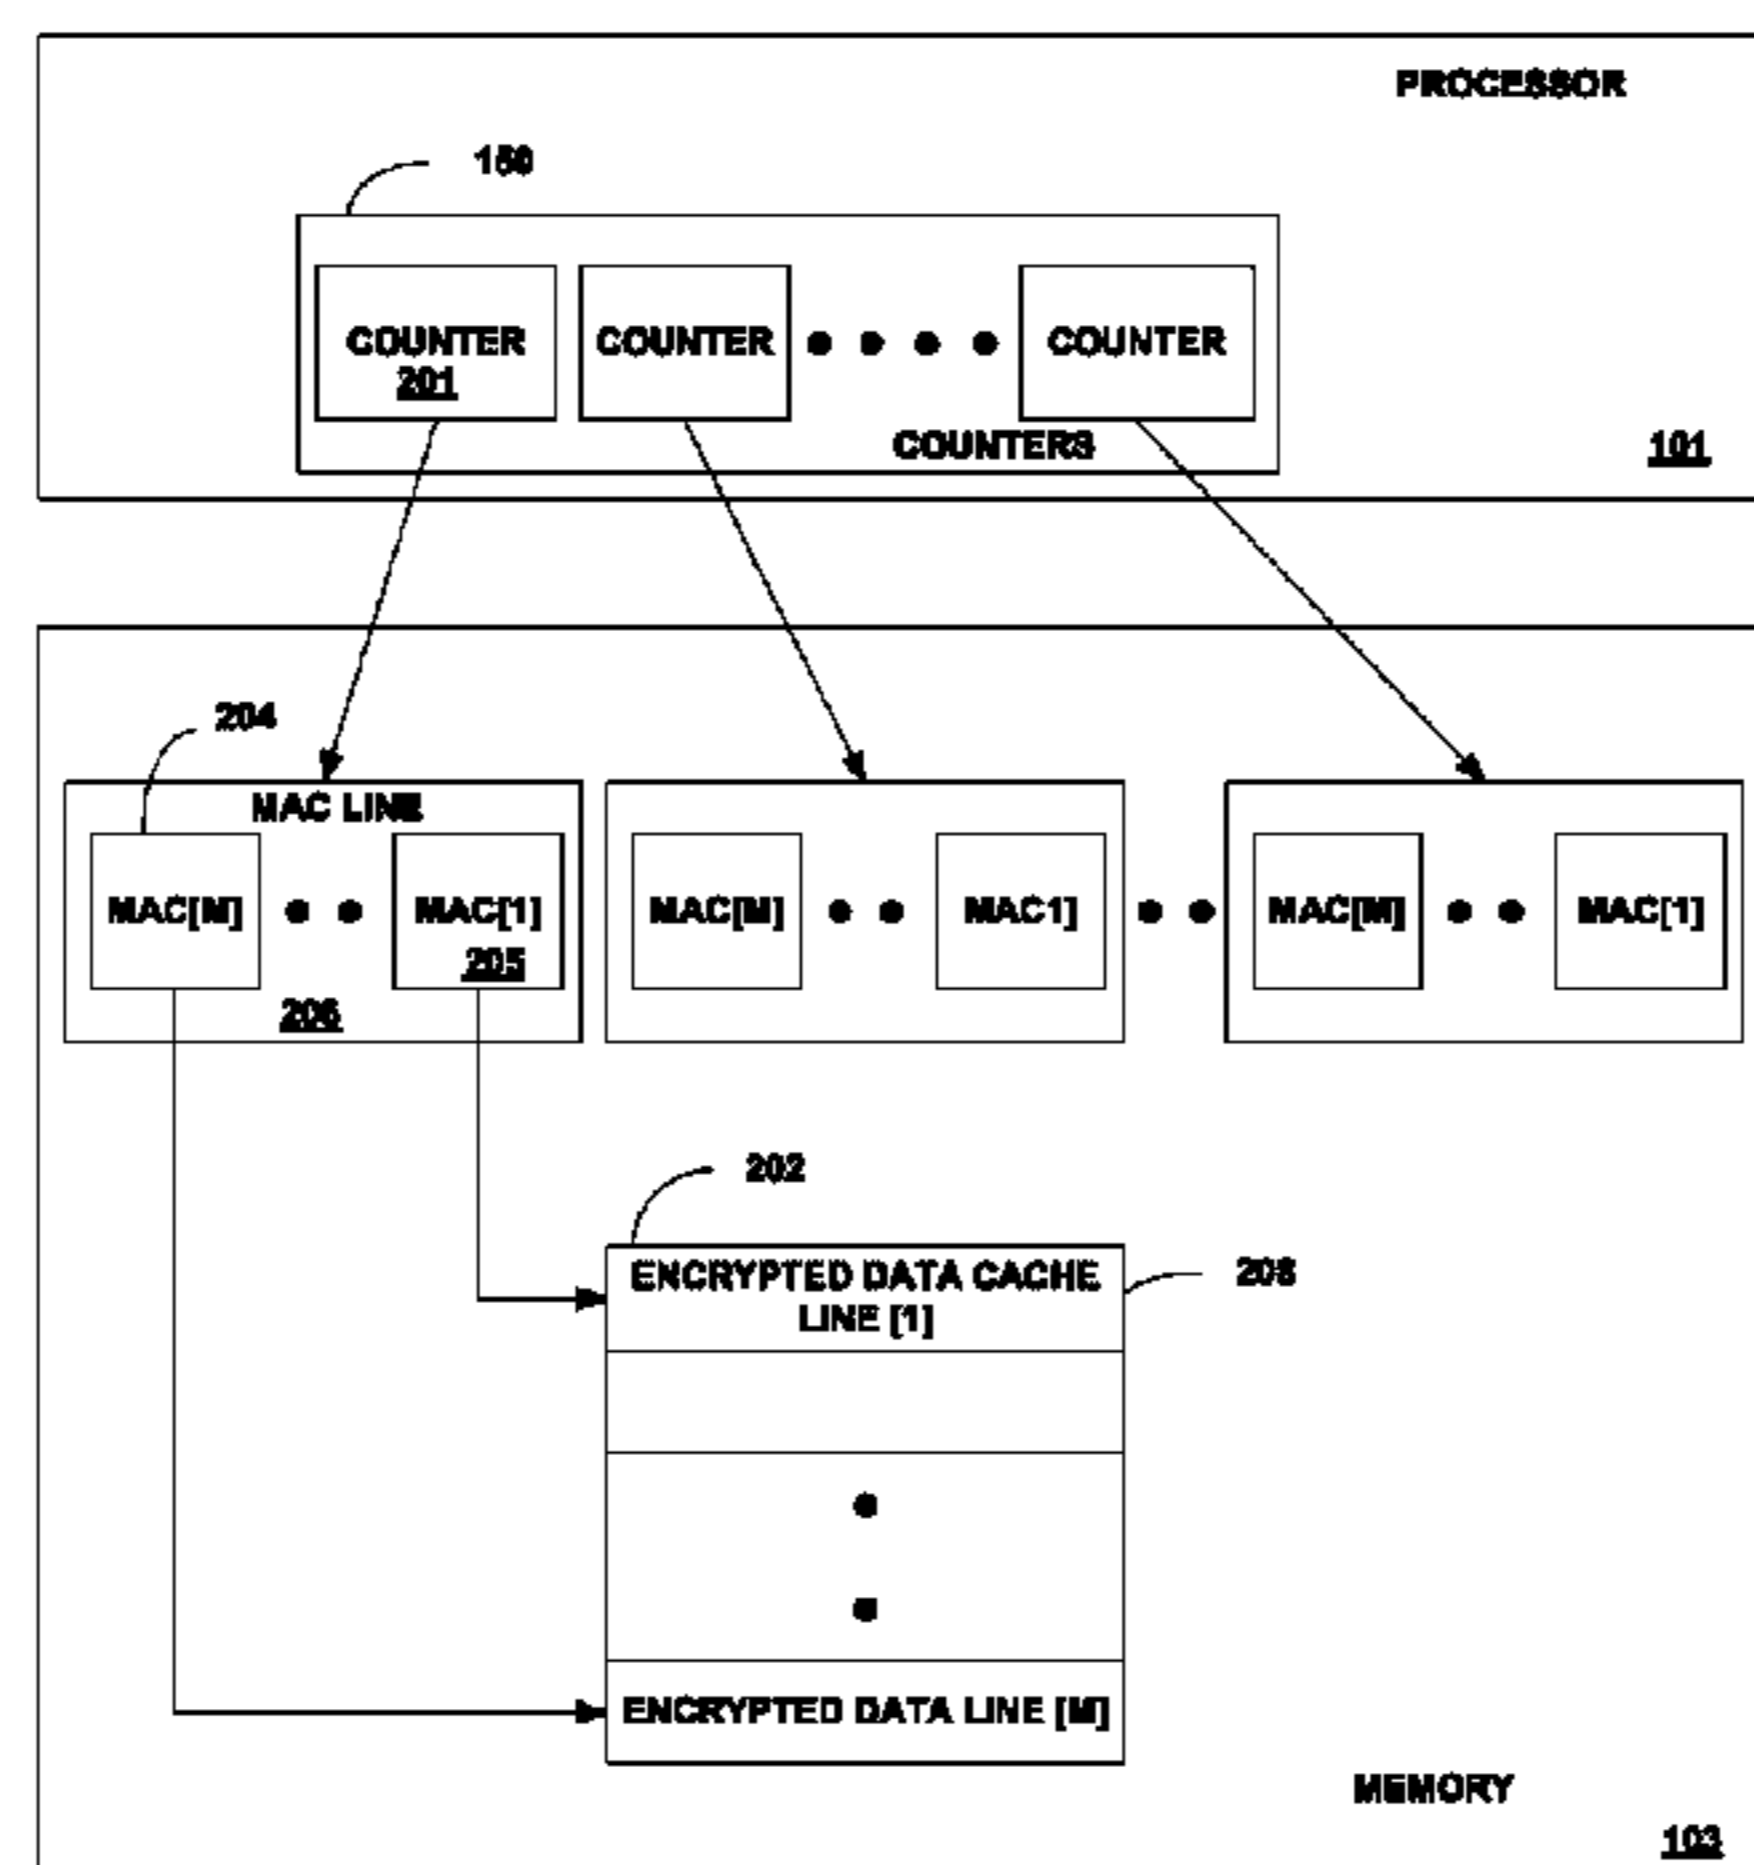 PROCESSOR
150
COUNTER
201
COUNTER
COUNTER
COUNTERS
101
204
MAC LINE
MAC[M]
MAC[1]
205
206
MAC[M]
MAC1]
MAC[M]
MAC[1]
202
208
ENCRYPTED DATA CACHE
LINE [1]
ENCRYPTED DATA LINE [M]
MEMORY
103